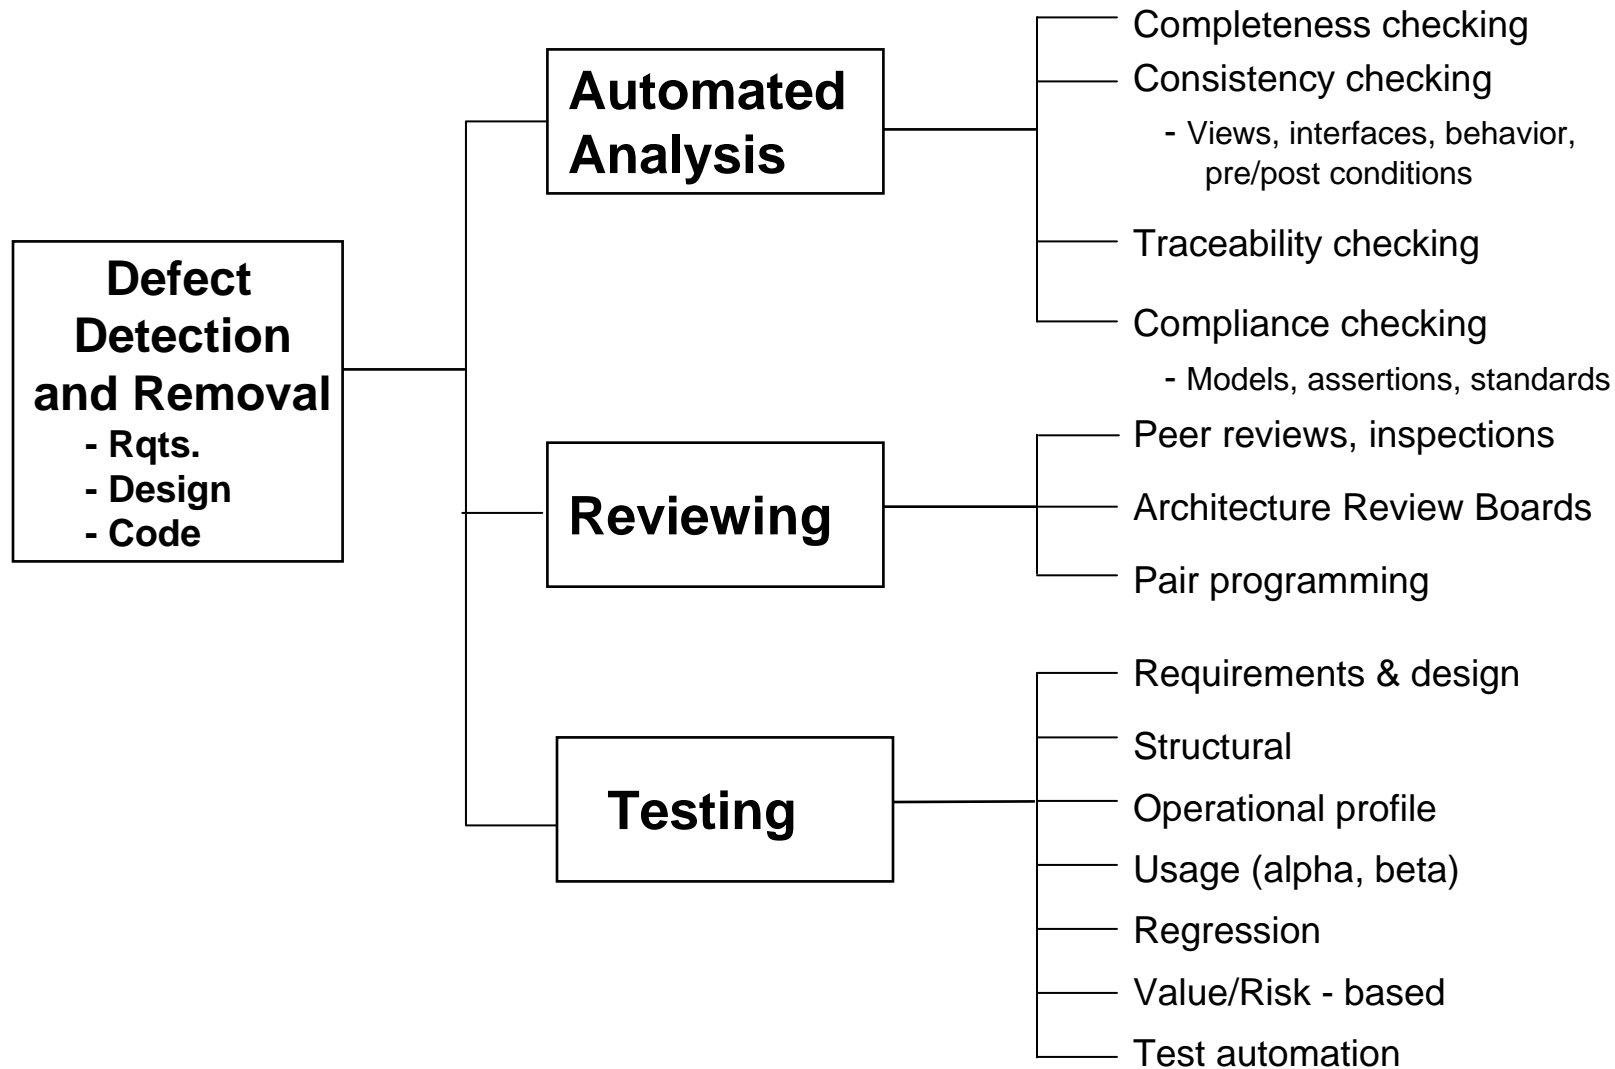 Defect
Detection
and Removal
- Rqts.
- Design
- Code
Automated
Analysis
Completeness checking
Consistency checking
- Views, interfaces, behavior,
pre/post conditions
Traceability checking
Compliance checking
- Models, assertions, standards
Reviewing
Peer reviews, inspections
Architecture Review Boards
Pair programming
Testing
Requirements & design
Structural
Operational profile
Usage (alpha, beta)
Regression
Value/Risk - based
Test automation